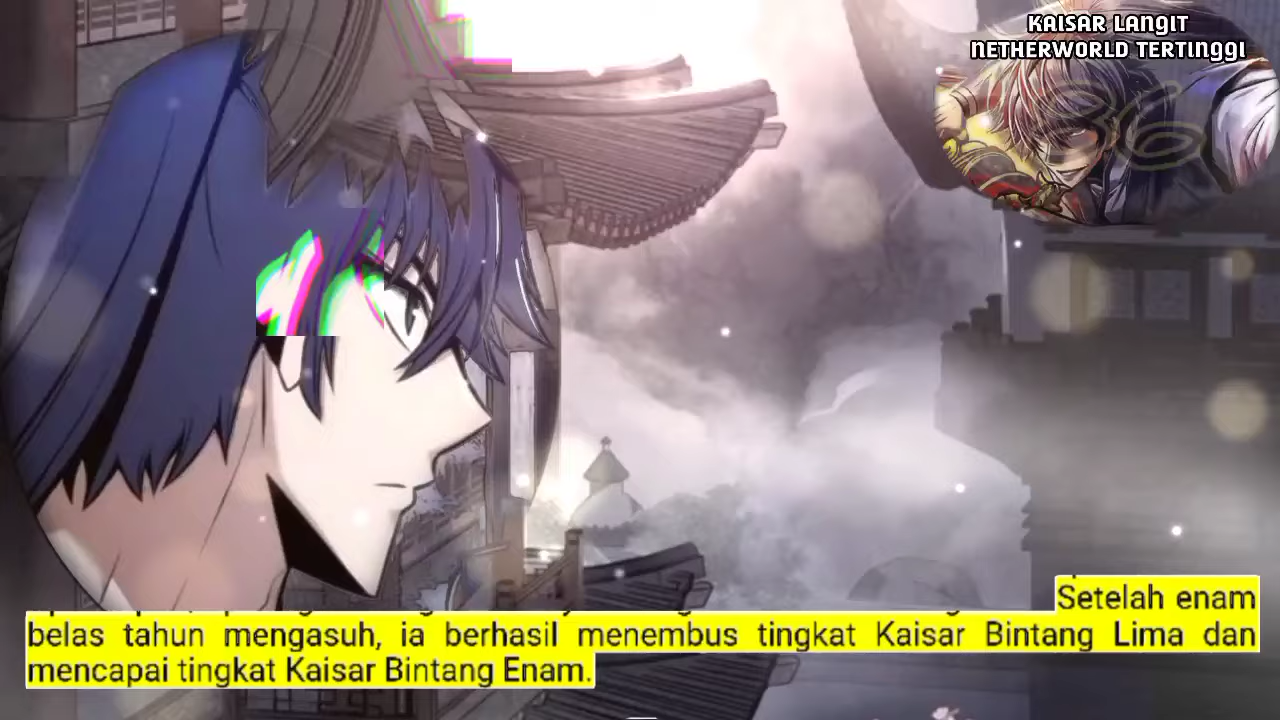 KAISAR LANGIT
NETHERWORLD TERTINGGI
36
Setelah enam
belas tahun mengasuh, ia berhasil menembus tingkat Kaisar Bintang Lima dan
mencapai tingkat Kaisar Bintang Enam.